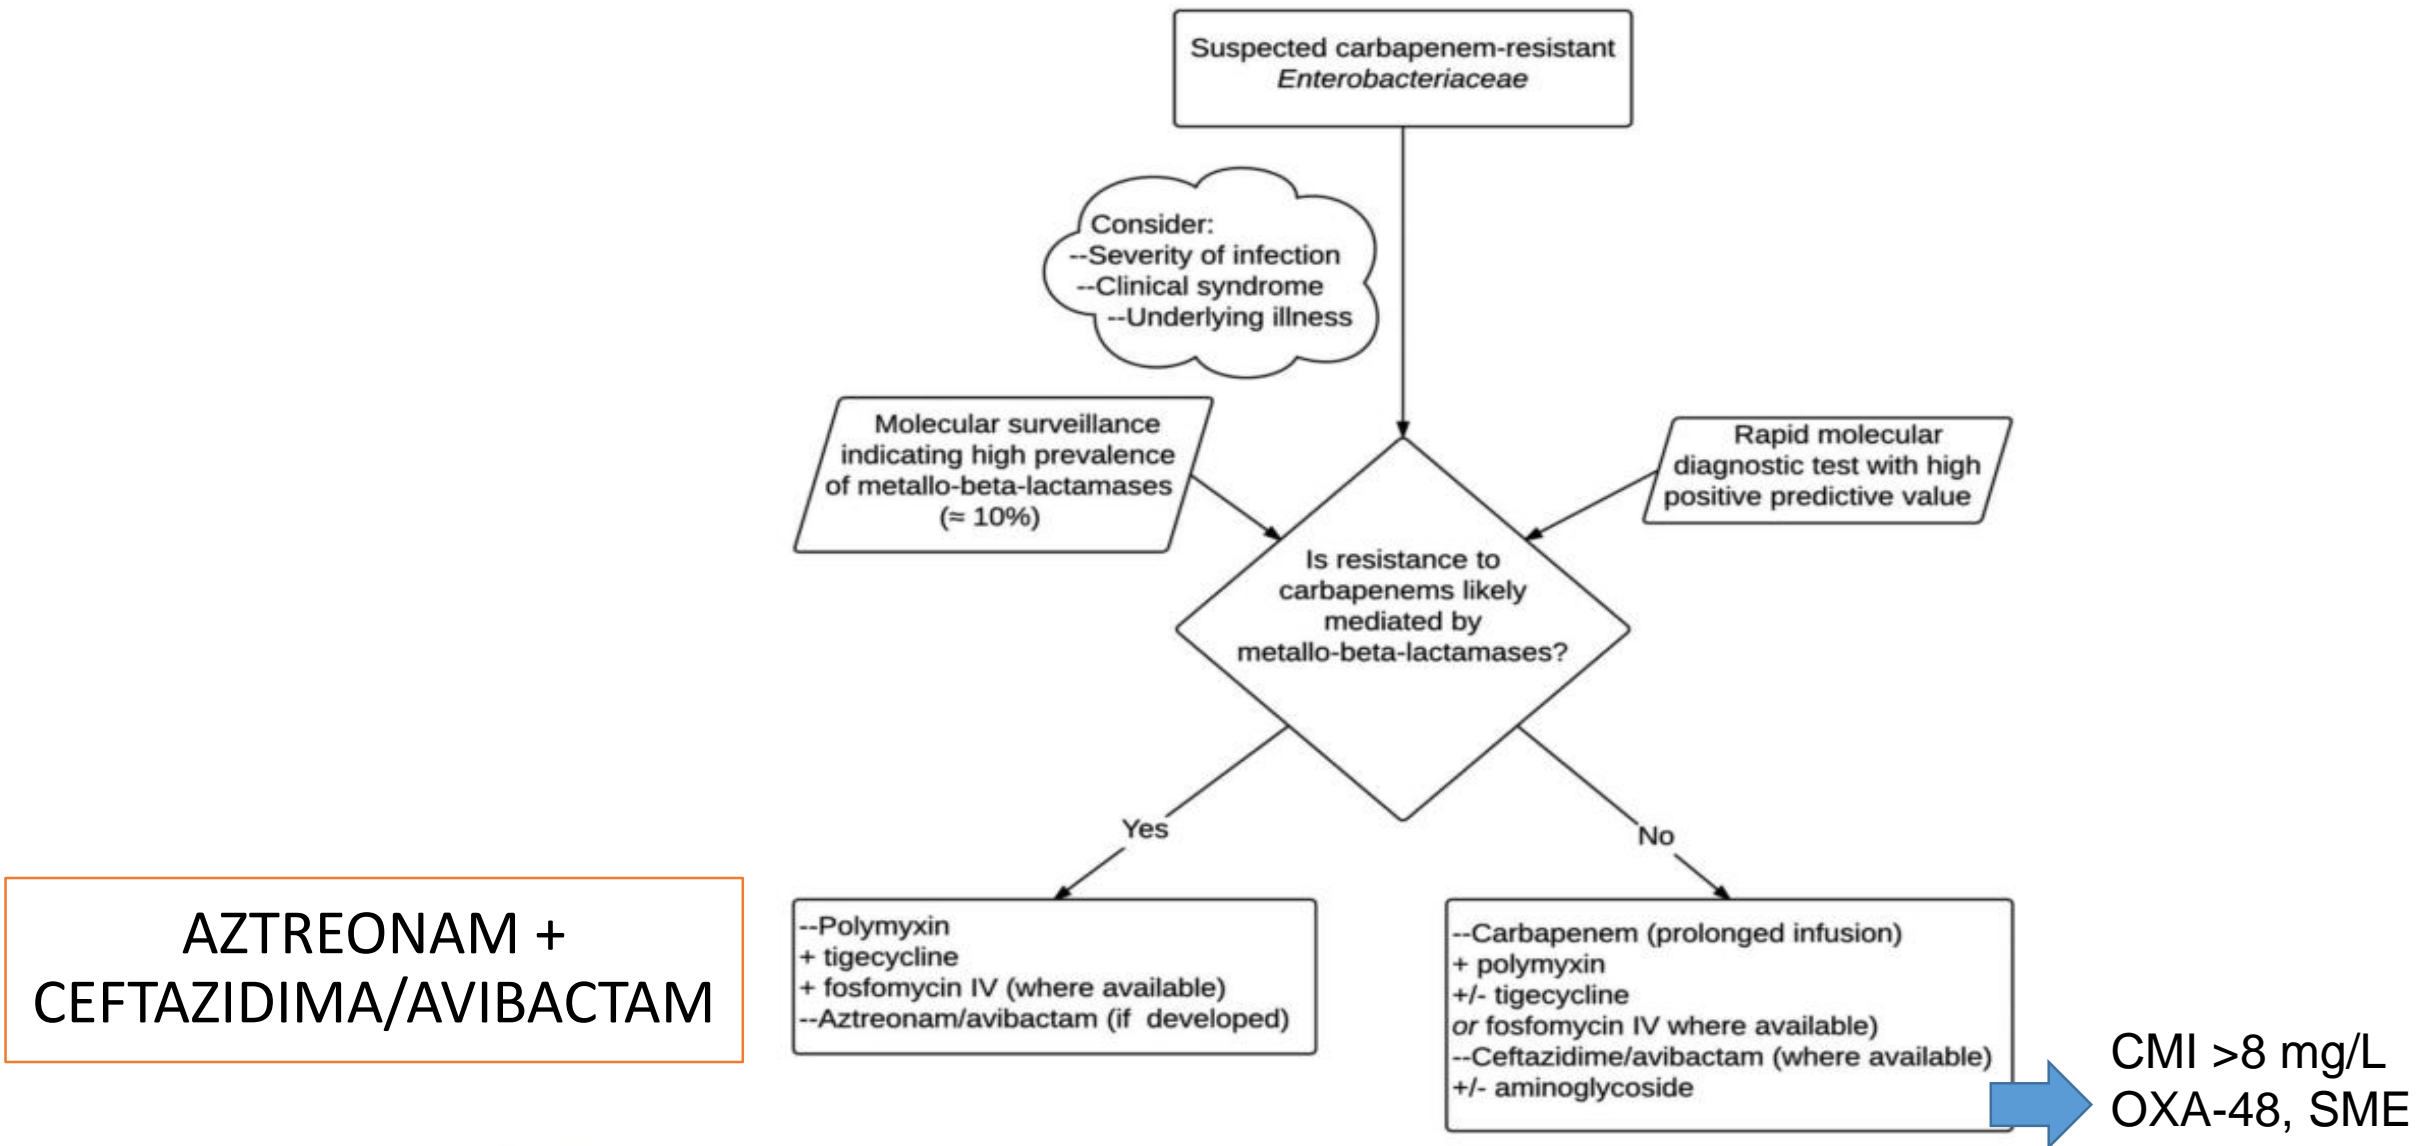 Suspected carbapenem-resistant
Enterobacteriaceae
Consider:
--Severity of infection
--Clinical syndrome
--Underlying illness
Molecular surveillance
indicating high prevalence
of metallo-beta-lactamases
(≈ 10%)
Rapid molecular
diagnostic test with high
positive predictive value
Is resistance to
carbapenems likely
mediated by
metallo-beta-lactamases?
Yes
No
AZTREONAM +
CEFTAZIDIMA/AVIBACTAM
--Polymyxin
+ tigecycline
+ fosfomycin IV (where available)
--Aztreonam/avibactam (if developed)
--Carbapenem (prolonged infusion)
+ polymyxin
+/- tigecycline
or fosfomycin IV where available)
--Ceftazidime/avibactam (where available)
+/- aminoglycoside
CMI >8 mg/L
OXA-48, SME